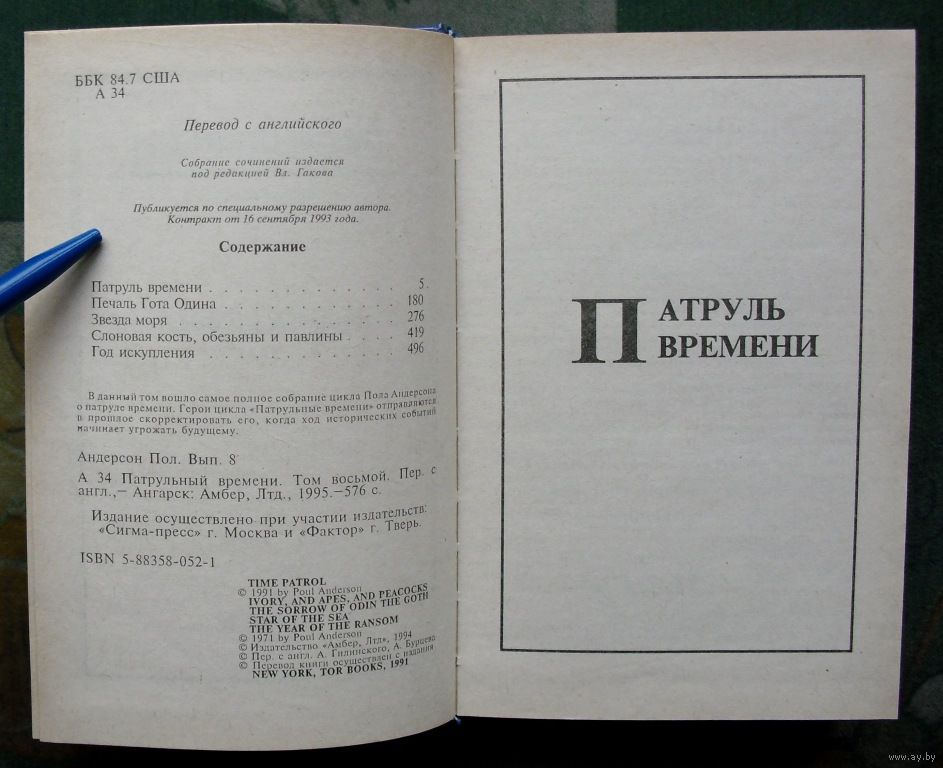 ББК 84.7 США
А 34
Перевод с английского
Собрание сочинений издается
под редакцией Вл. Гакова
Публикуется по специальному разрешению автора.
Контракт от 16 сентября 1993 года.
Содержание
Патруль времени . . . . . . . . . . . . . 5
Печаль Гота Одина . . . . . . . . . . . 180
Звезда моря . . . . . . . . . . . . . 276
Слоновая кость, обезьяны и павлины . . . . 419
Год искупления . . . . . . . . . . . . 496
В данный том вошло самое полное собрание цикла Пола Андерсона
о патруле времени. Герои цикла «Патрульные времени» отправляются
в прошлое скорректировать его, когда ход исторических событий
начинает угрожать будущему.
Андерсон Пол. Вып. 8
А 34 Патрульный времени. Том восьмой. Пер. с
англ.,— Ангарск: Амбер, Лтд., 1995.—576 с.
Издание осуществлено при участии издательств:
«Сигма-пресс» г. Москва и «Фактор» г. Тверь.
ISBN 5-88358-052-1
TIME PATROL
© 1991 by Poul Anderson
IVORY, AND APES, AND PEACOCKS
THE SORROW OF ODIN THE GOTH
STAR OF THE SEA
THE YEAR OF THE RANSOM
© 1971 by Poul Anderson
© Издательство «Амбер, Лтд», 1994
© Пер. с англ. А. Гилинского, А. Бурцева
© Перевод книги осуществлен с издания
NEW YORK, TOR BOOKS, 1991
ПАТРУЛЬ
ВРЕМЕНИ
www.ay.by